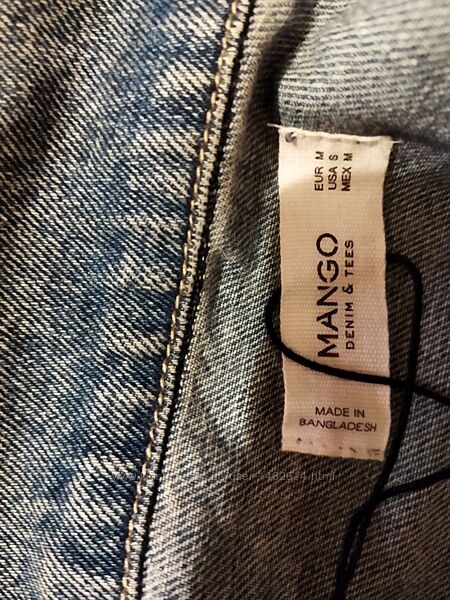 EUR M
USA S
MEX M
MANGO
DENIM & TEES
MADE IN
BANGLADESH